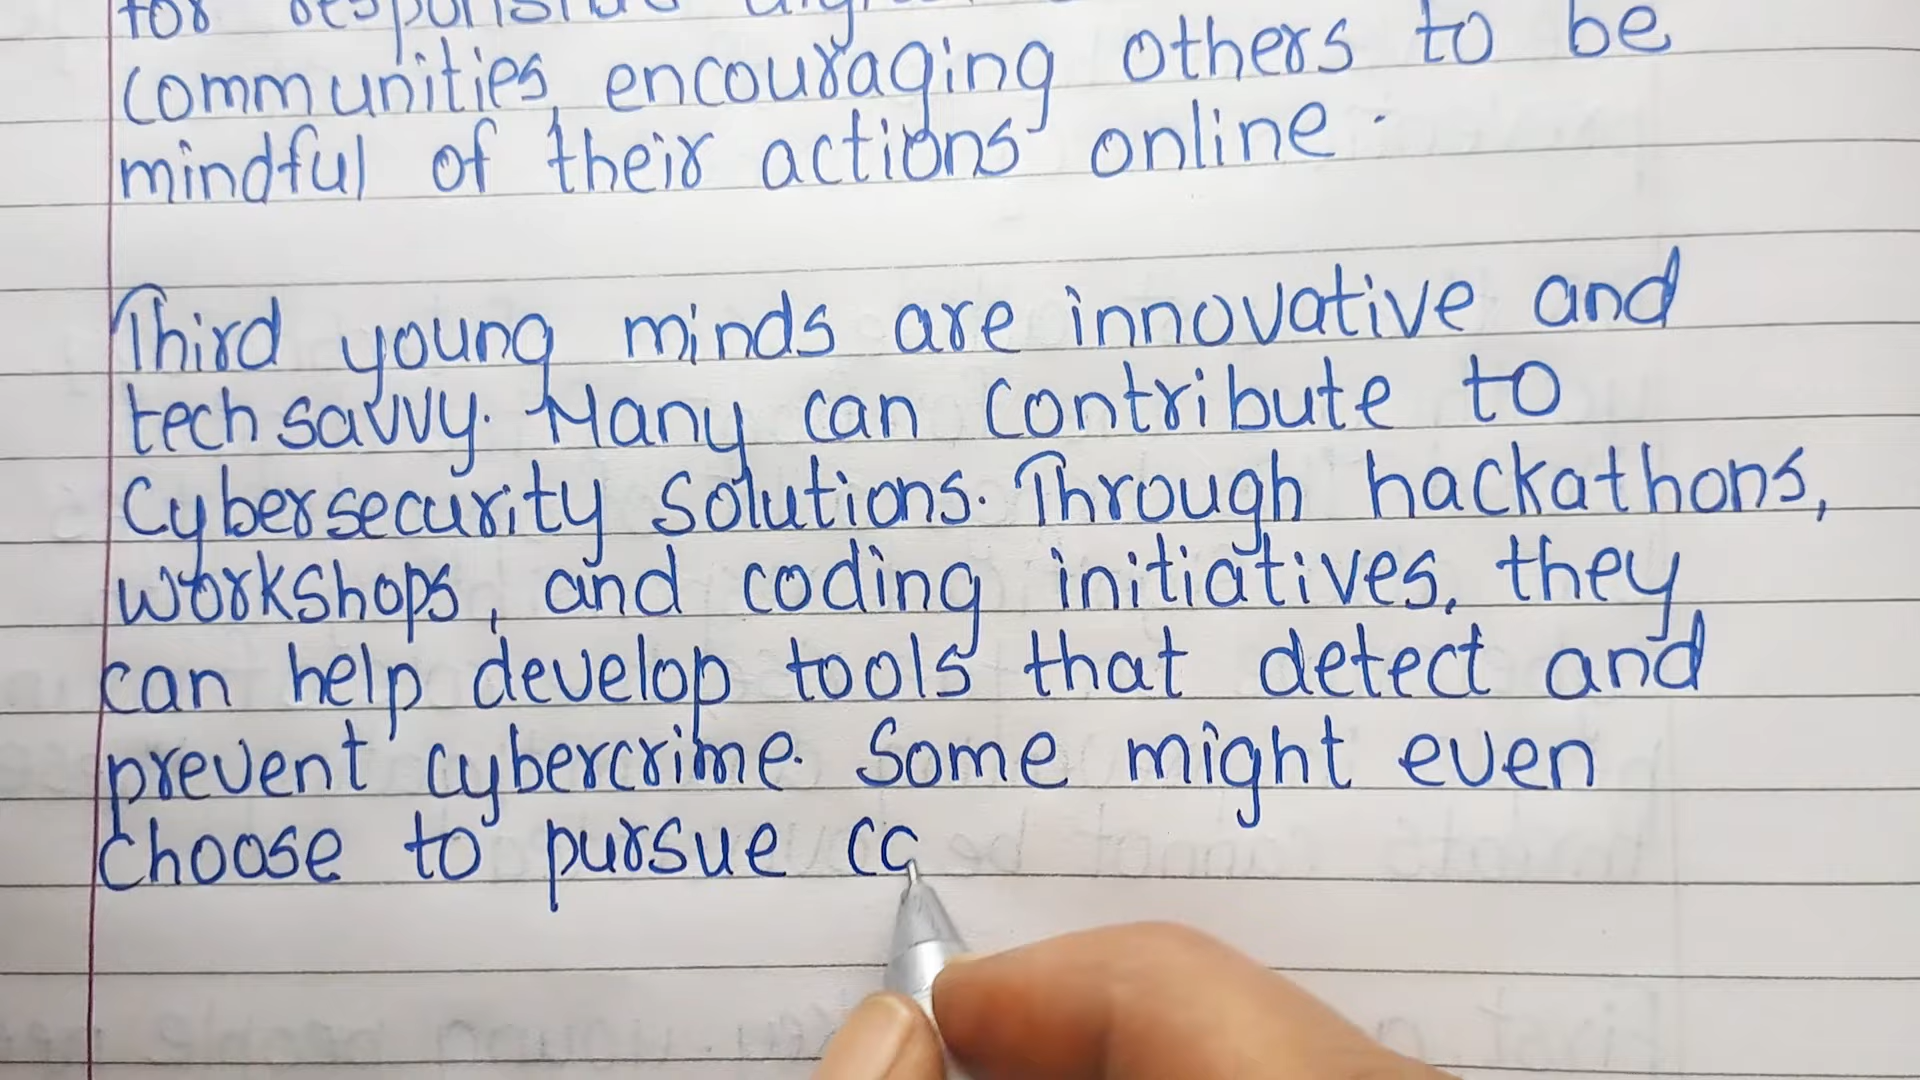 for responsible
communities, encouraging others to be
mindful of their actions online.
Third young minds are innovative and
tech savvy. Many can contribute to
Cybersecurity solutions. Through hackathons,
workshops, and coding initiatives, they
can help develop tools that detect and
prevent cybercrime. Some might even
choose to pursue